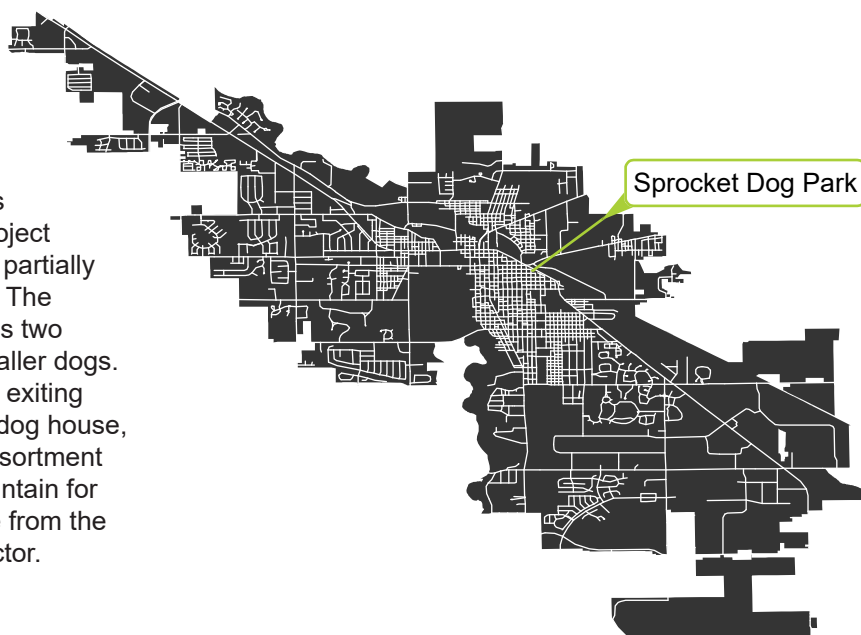 s
oject
partially
The
s two
aller dogs.
exiting
dog house,
sortment
ntain for
from the
ctor.
Sprocket Dog Park